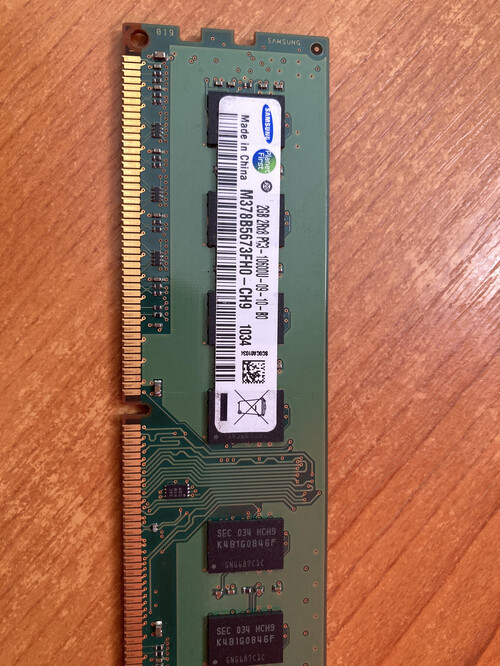 019
SAMSUNG
SAMSUNG
Planet
First
Made in China
2GB 2Rx8 PC3 - 10600U - 09 - 10 - B0
M378B5673FH0 - CH9 1034
SEC 034 HCH9
K4B1G0846F
SEC 034 HCH9
K4B1G0846F